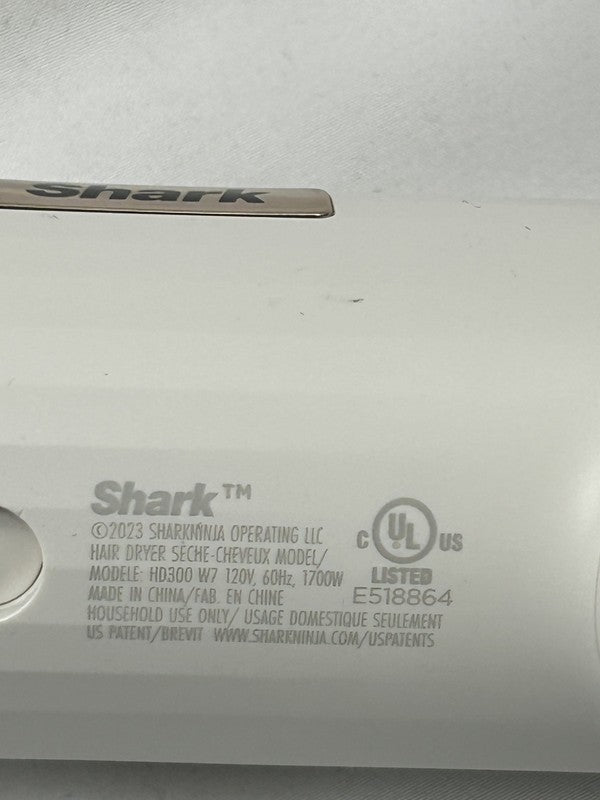 Shark
Shark™
©2023 SHARKNINJA OPERATING LLC
HAIR DRYER SÈCHE-CHEVEUX MODEL/
MODÈLE: HD300 W7 120V, 60Hz, 1700W
MADE IN CHINA/FAB. EN CHINE
HOUSEHOLD USE ONLY/ USAGE DOMESTIQUE SEULEMENT
US PATENT/BREVIT WWW.SHARKNINJA.COM/USPATENTS
C UL US
LISTED
E518864